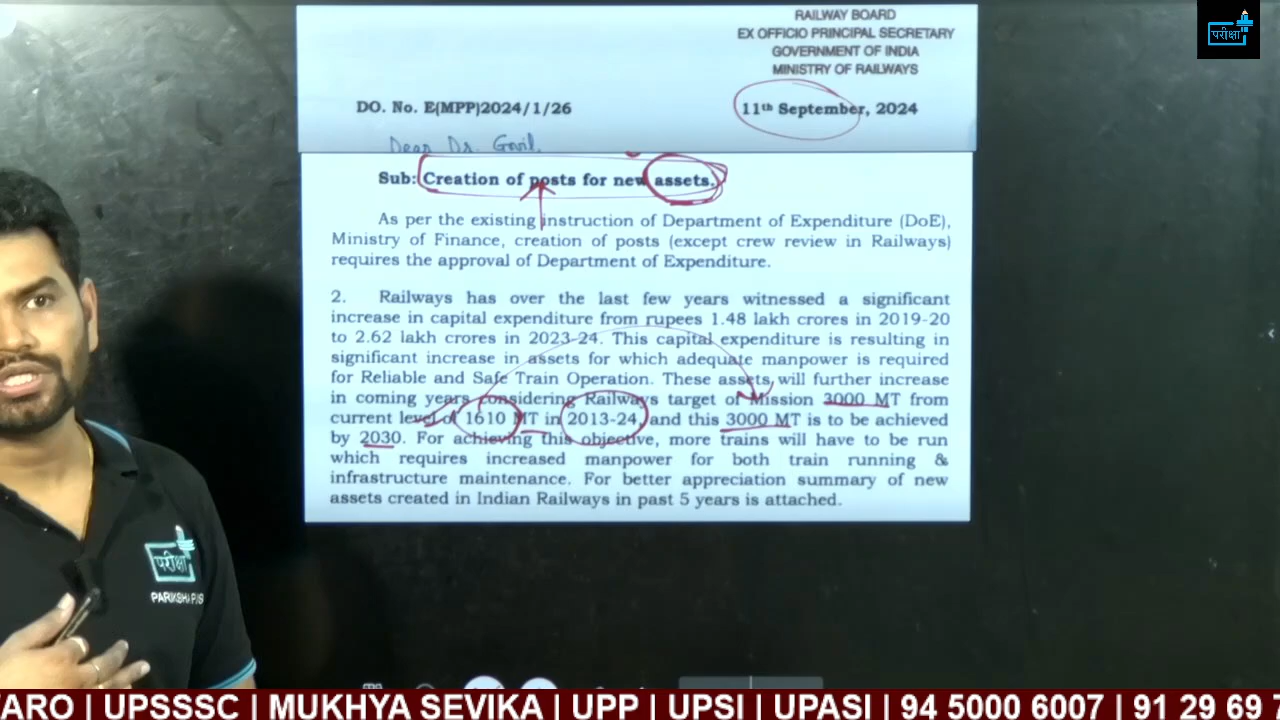 RAILWAY BOARD
EX OFFICIO PRINCIPAL SECRETARY
GOVERNMENT OF INDIA
MINISTRY OF RAILWAYS
परीक्षा
DO. No. E(MPP)2024/1/26
11th September, 2024
Dear Dr. Govil,
Sub: Creation of posts for new assets.
As per the existing instruction of Department of Expenditure (DoE),
Ministry of Finance, creation of posts (except crew review in Railways)
requires the approval of Department of Expenditure.
2. Railways has over the last few years witnessed a significant
increase in capital expenditure from rupees 1.48 lakh crores in 2019-20
to 2.62 lakh crores in 2023-24. This capital expenditure is resulting in
significant increase in assets for which adequate manpower is required
for Reliable and Safe Train Operation. These assets will further increase
in coming years considering Railways target of Mission 3000 MT from
current level of 1610 MT in 2013-24, and this 3000 MT is to be achieved
by 2030. For achieving this objective, more trains will have to be run
which requires increased manpower for both train running &
infrastructure maintenance. For better appreciation summary of new
assets created in Indian Railways in past 5 years is attached.
परीक्षा
PARIKSHA PLUS
TARO | UPSSSC | MUKHYA SEVIKA | UPP | UPSI | UPASI | 94 5000 6007 | 91 29 69 7